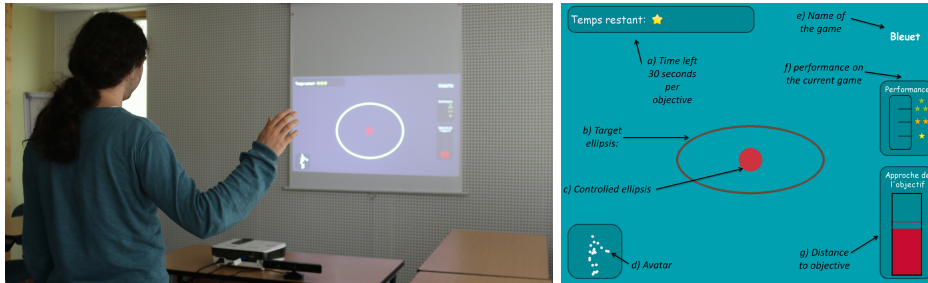 Temps restant:
a) Time left
30 seconds
per
objective
e) Name of
the game
Bleuet
f) performance on
the current game
Performance
b) Target
ellipsis:
c) Controlled ellipsis
d) Avatar
Approche de
l'objectif
g) Distance
to objective